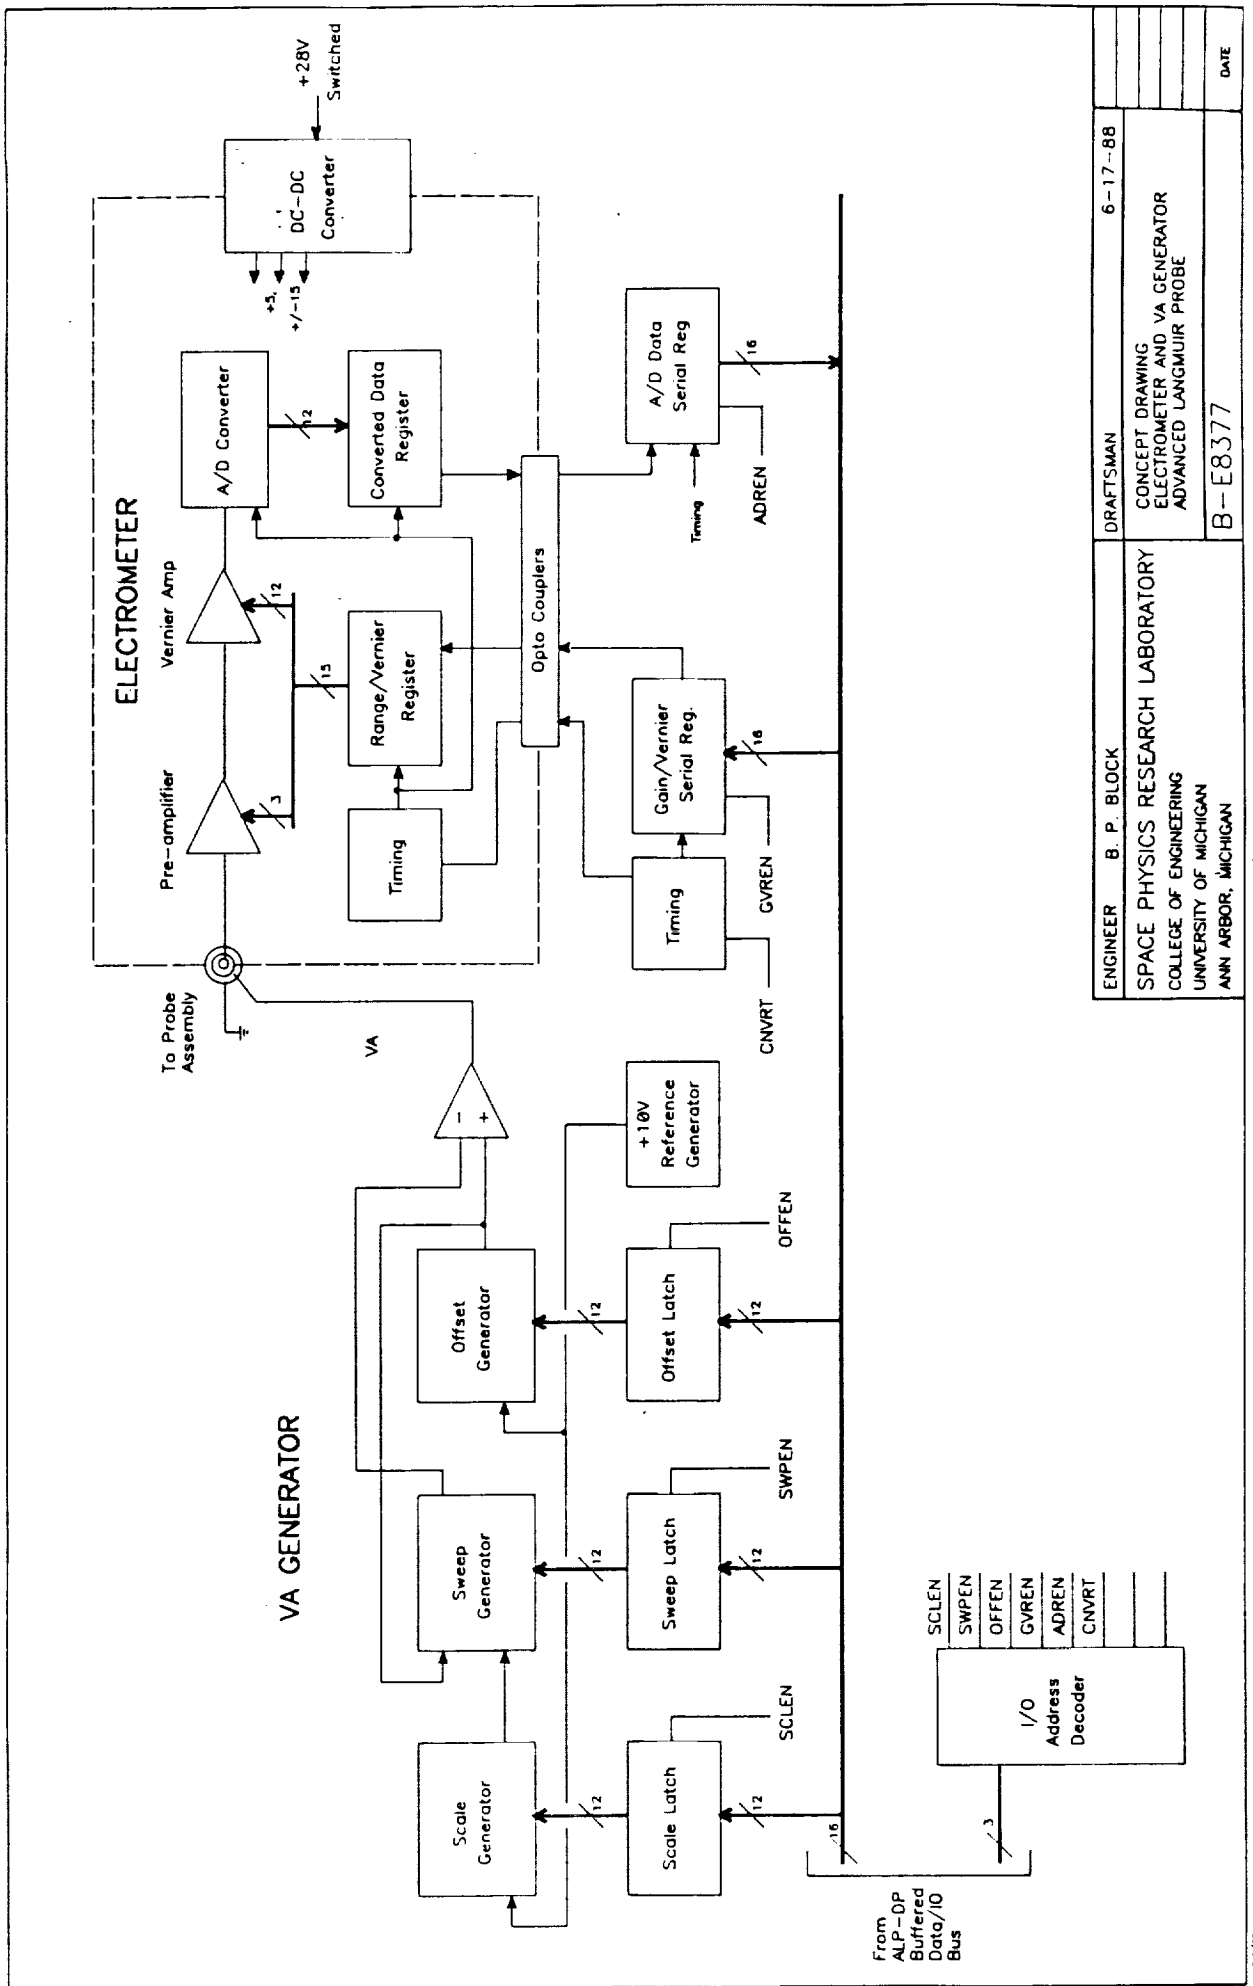 ELECTROMETER
+28V
Switched
DC-DC
Converter
+5,
+/-15
To Probe
Assembly
Pre-amplifier
Vernier Amp
A/D Converter
3
12
12
15
Timing
Range/Vernier
Register
Converted Data
Register
Opto Couplers
VA
VA GENERATOR
Scale
Generator
Sweep
Generator
Offset
Generator
-
+
12
12
12
+10V
Reference
Generator
Scale Latch
Sweep Latch
Offset Latch
SCLEN
SWPEN
OFFEN
12
12
12
Timing
CNVRT
Gain/Vernier
Serial Reg.
GVREN
16
Timing
A/D Data
Serial Reg
ADREN
16
From
ALP-DP
Buffered
Data/IO
Bus
16
3
I/O
Address
Decoder
SCLEN
SWPEN
OFFEN
GVREN
ADREN
CNVRT
ENGINEER B. P. BLOCK
DRAFTSMAN
6-17-88
SPACE PHYSICS RESEARCH LABORATORY
COLLEGE OF ENGINEERING
UNIVERSITY OF MICHIGAN
ANN ARBOR, MICHIGAN
CONCEPT DRAWING
ELECTROMETER AND VA GENERATOR
ADVANCED LANGMUIR PROBE
B-E8377
DATE